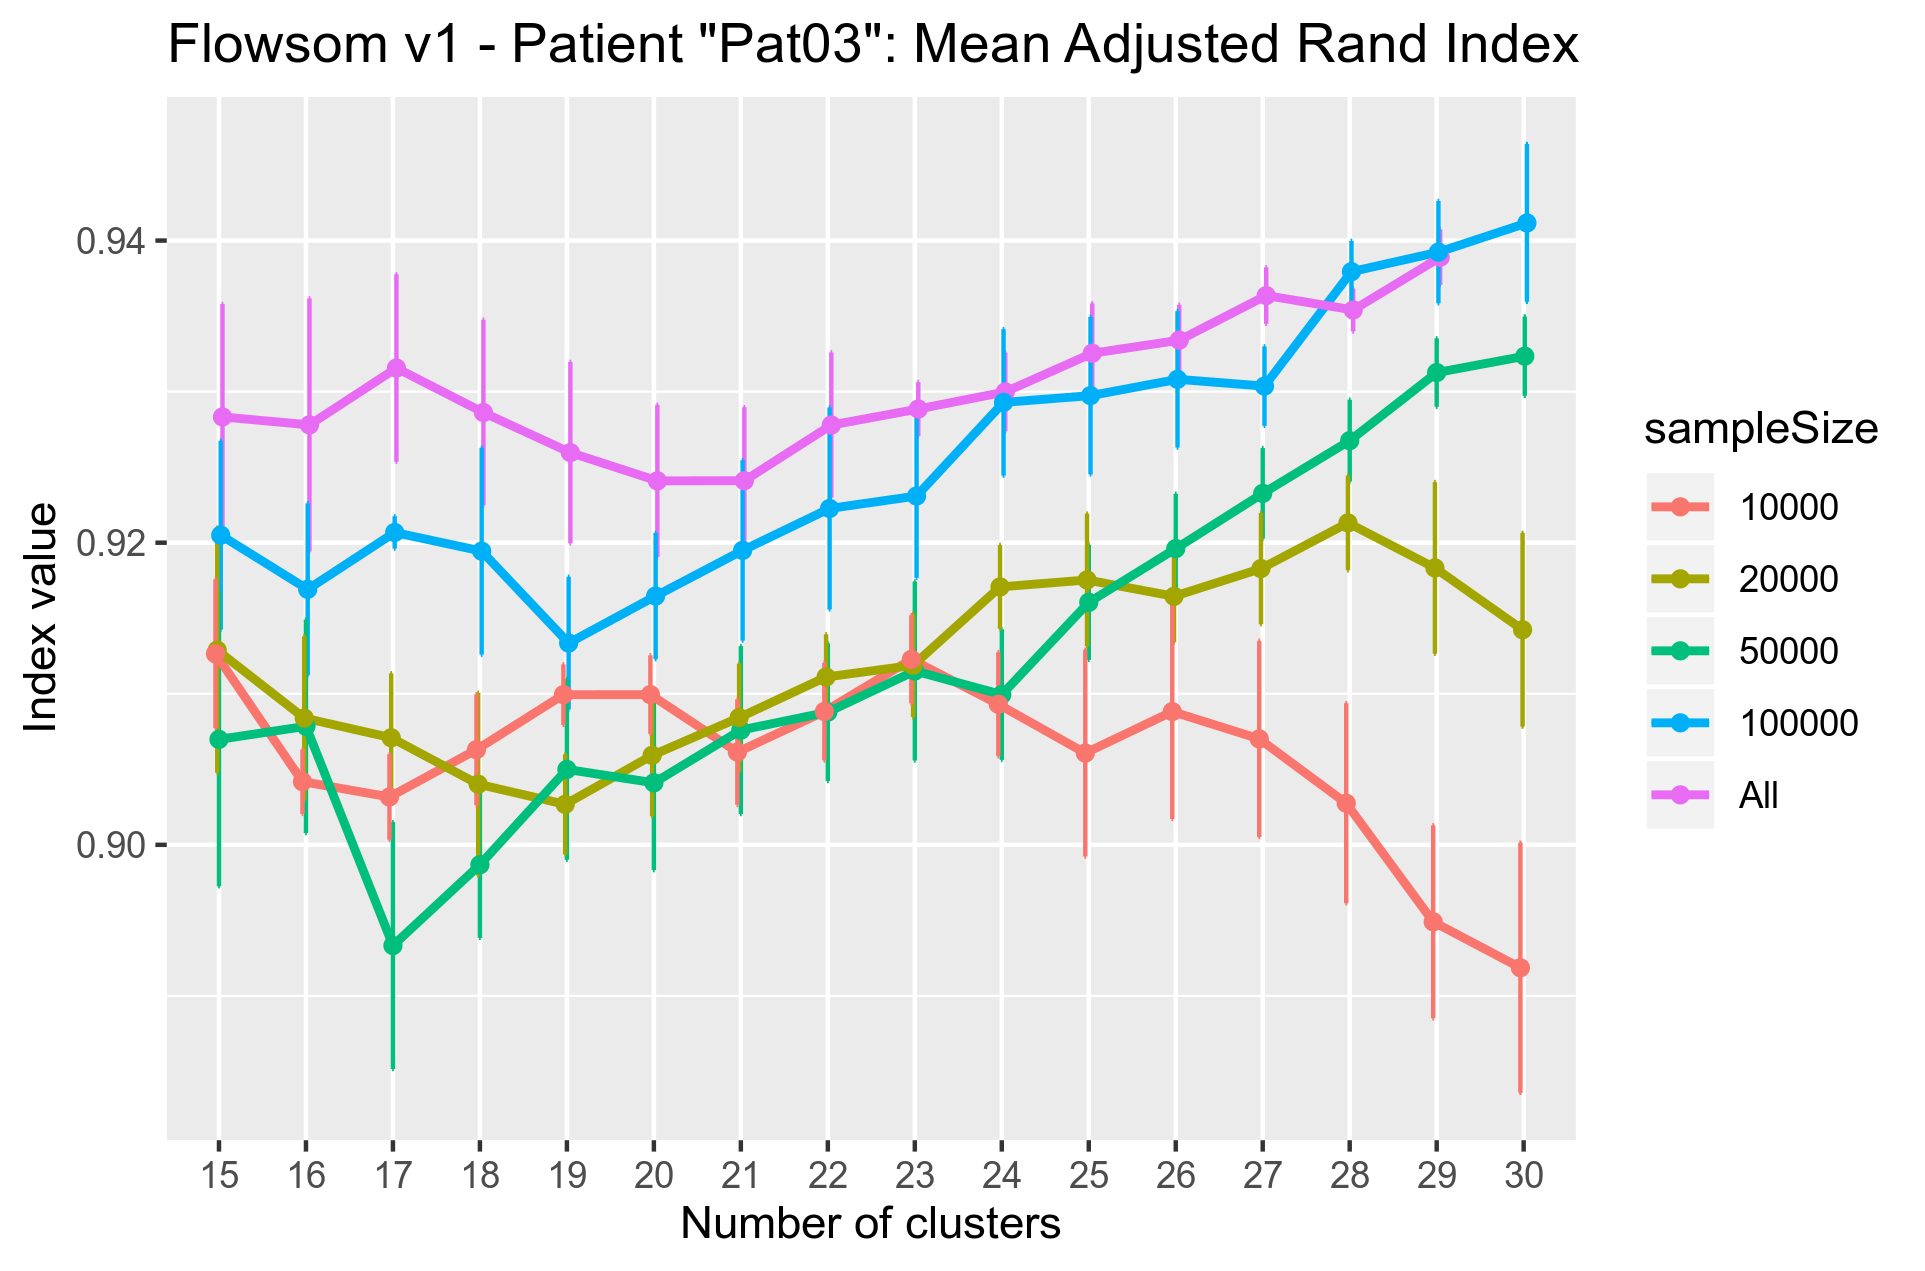 Flowsom v1 - Patient "Pat03": Mean Adjusted Rand Index
Index value
0.94
0.92
0.90
15 16 17 18 19 20 21 22 23 24 25 26 27 28 29 30
Number of clusters
sampleSize
10000
20000
50000
100000
All